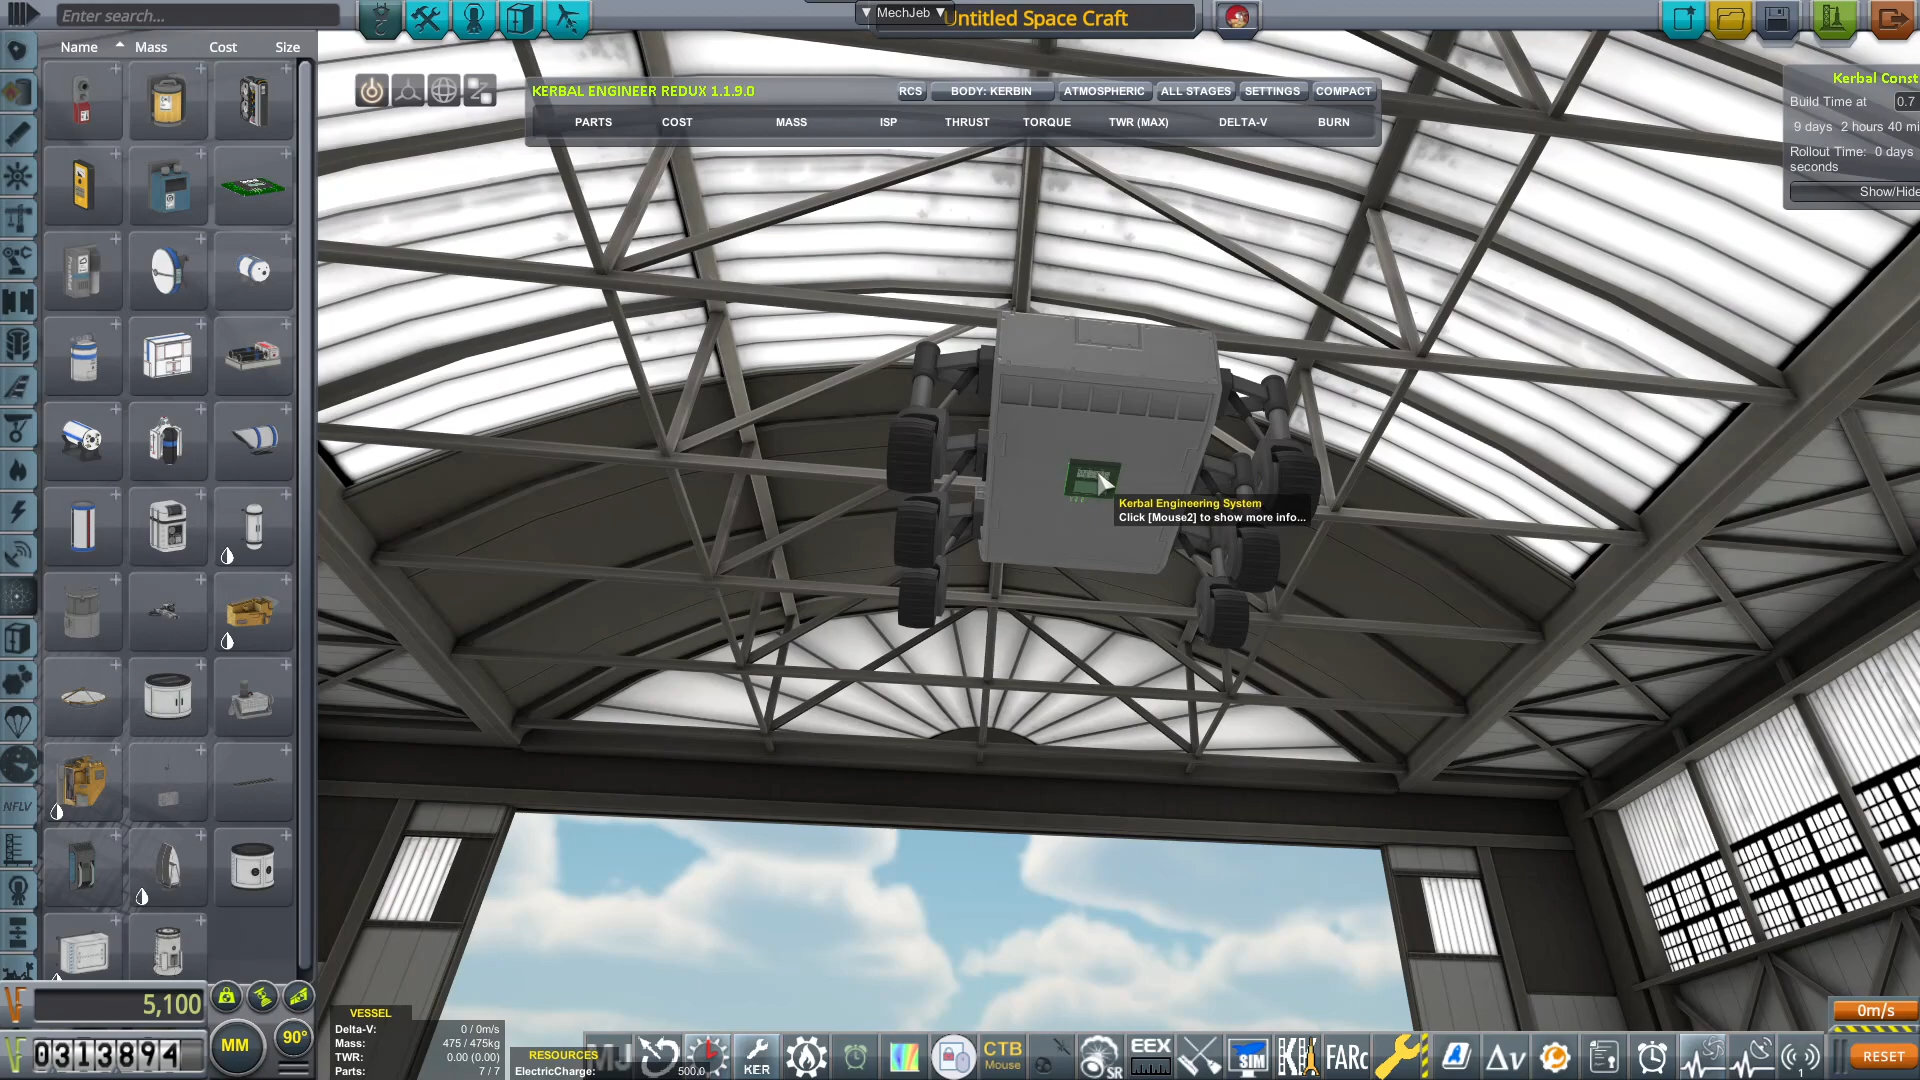 Enter search...
▼ MechJeb ▼
Untitled Space Craft
Name
Mass
Cost
Size
KERBAL ENGINEER REDUX 1.1.9.0
RCS
BODY: KERBIN
ATMOSPHERIC
ALL STAGES
SETTINGS
COMPACT
PARTS
COST
MASS
ISP
THRUST
TORQUE
TWR (MAX)
DELTA-V
BURN
Kerbal Const
Build Time at 0.7
9 days 2 hours 40 mi
Rollout Time: 0 days
seconds
Show/Hide
Kerbal Engineering System
Click [Mouse2] to show more info...
NFLV
5,100
0313894
MM
90°
VESSEL
Delta-V: 0 / 0m/s
Mass: 475 / 475kg
TWR: 0.00 (0.00)
Parts: 7 / 7
RESOURCES
ElectricCharge: 500.0
MJ
KER
CTB
Mouse
SR
EEX
SIM
FARc
Δv
1
0m/s
RESET